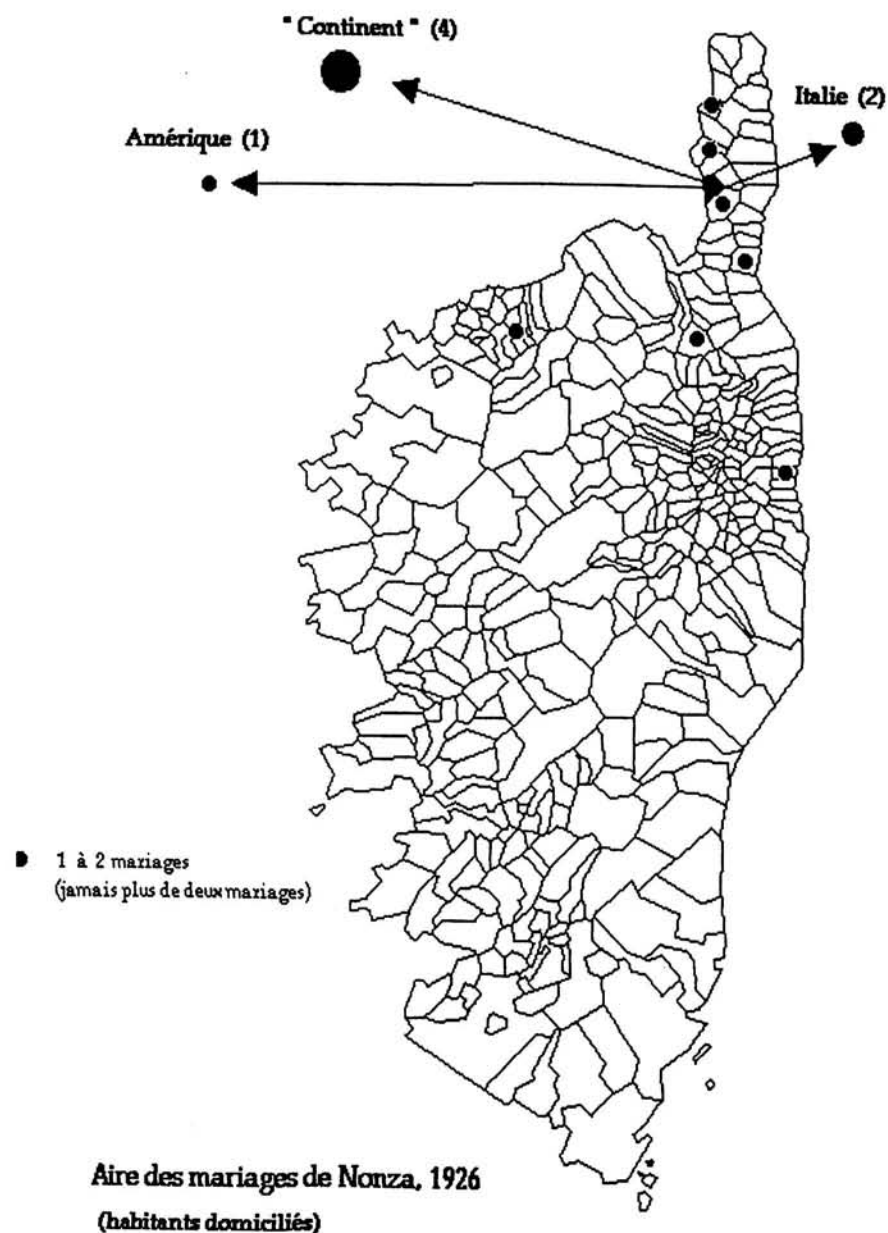 " Continent " (4)
Italie (2)
Amérique (1)
1 à 2 mariages
(jamais plus de deux mariages)
Aire des mariages de Nonza, 1926
(habitants domiciliés)